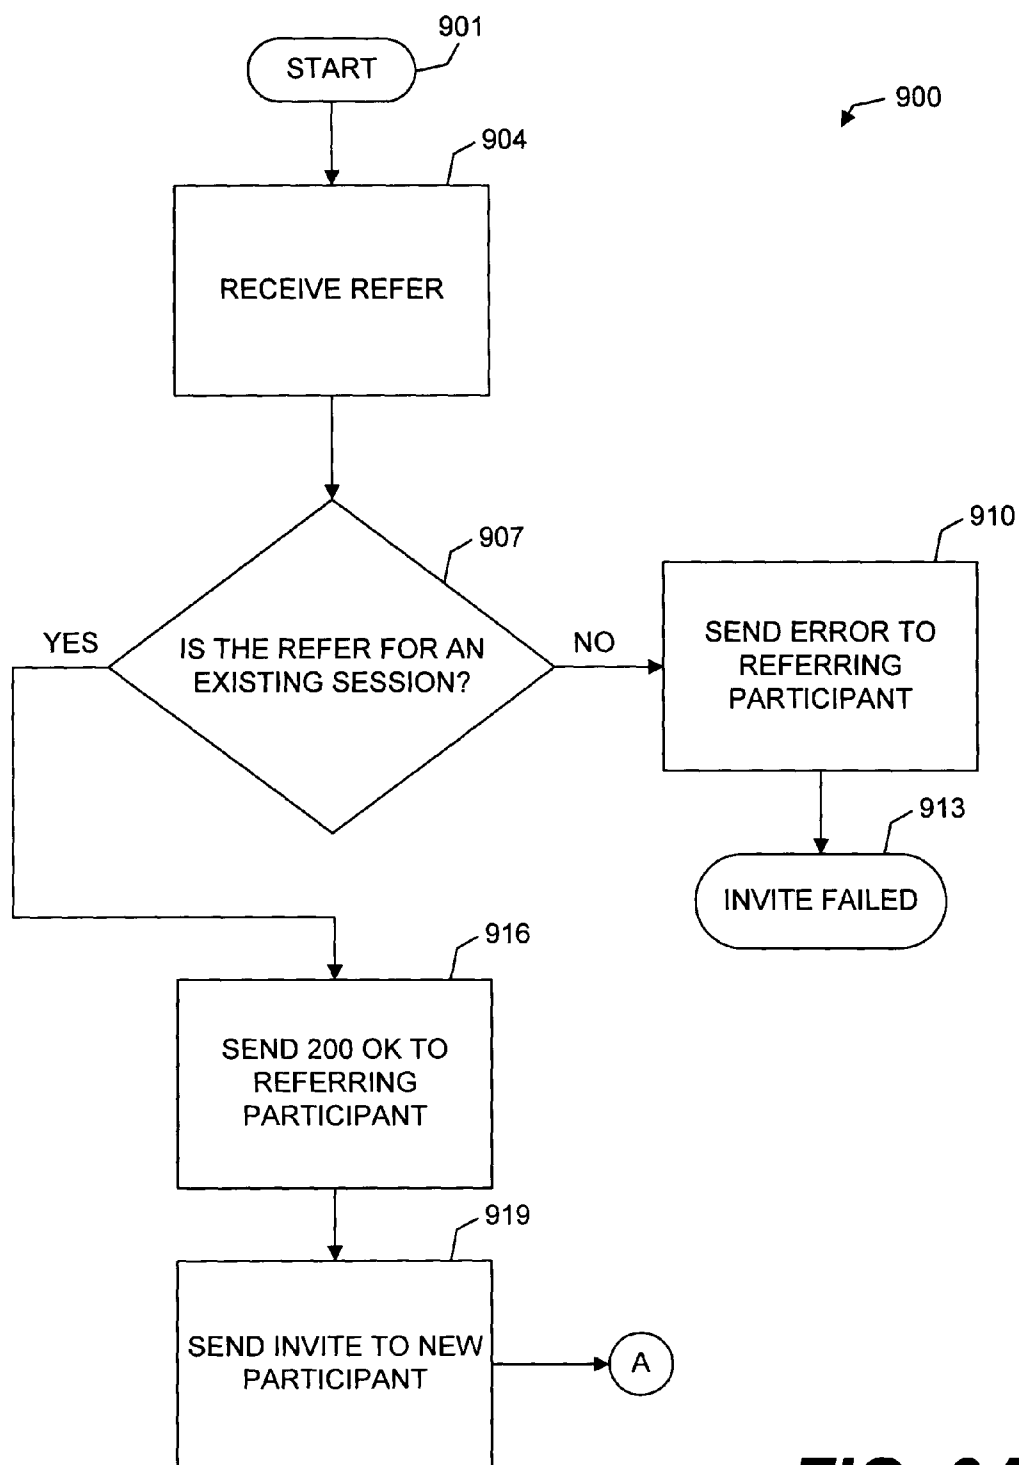 901
START
900
904
RECEIVE REFER
907
910
YES
IS THE REFER FOR AN
EXISTING SESSION?
NO
SEND ERROR TO
REFERRING
PARTICIPANT
913
INVITE FAILED
916
SEND 200 OK TO
REFERRING
PARTICIPANT
919
SEND INVITE TO NEW
PARTICIPANT
A